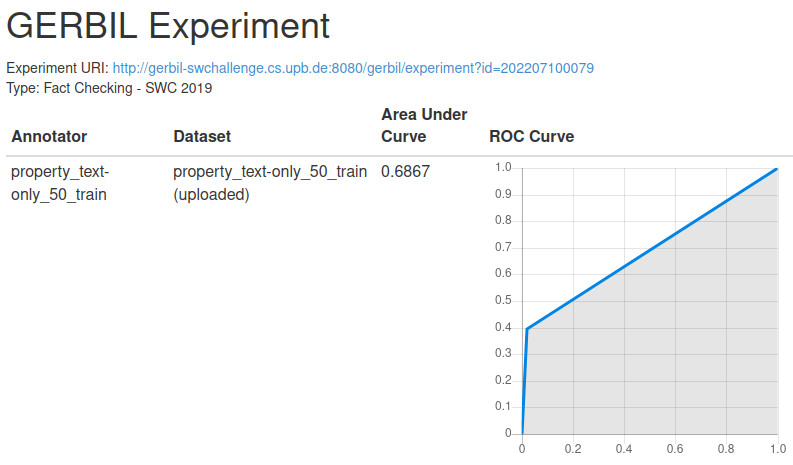 GERBIL Experiment
Experiment URI: http://gerbil-swchallenge.cs.upb.de:8080/gerbil/experiment?id=202207100079
Type: Fact Checking - SWC 2019
Annotator Dataset Area Under Curve ROC Curve
property_text-only_50_train property_text-only_50_train (uploaded) 0.6867
1.0
0.9
0.8
0.7
0.6
0.5
0.4
0.3
0.2
0.1
0
0 0.2 0.4 0.6 0.8 1.0